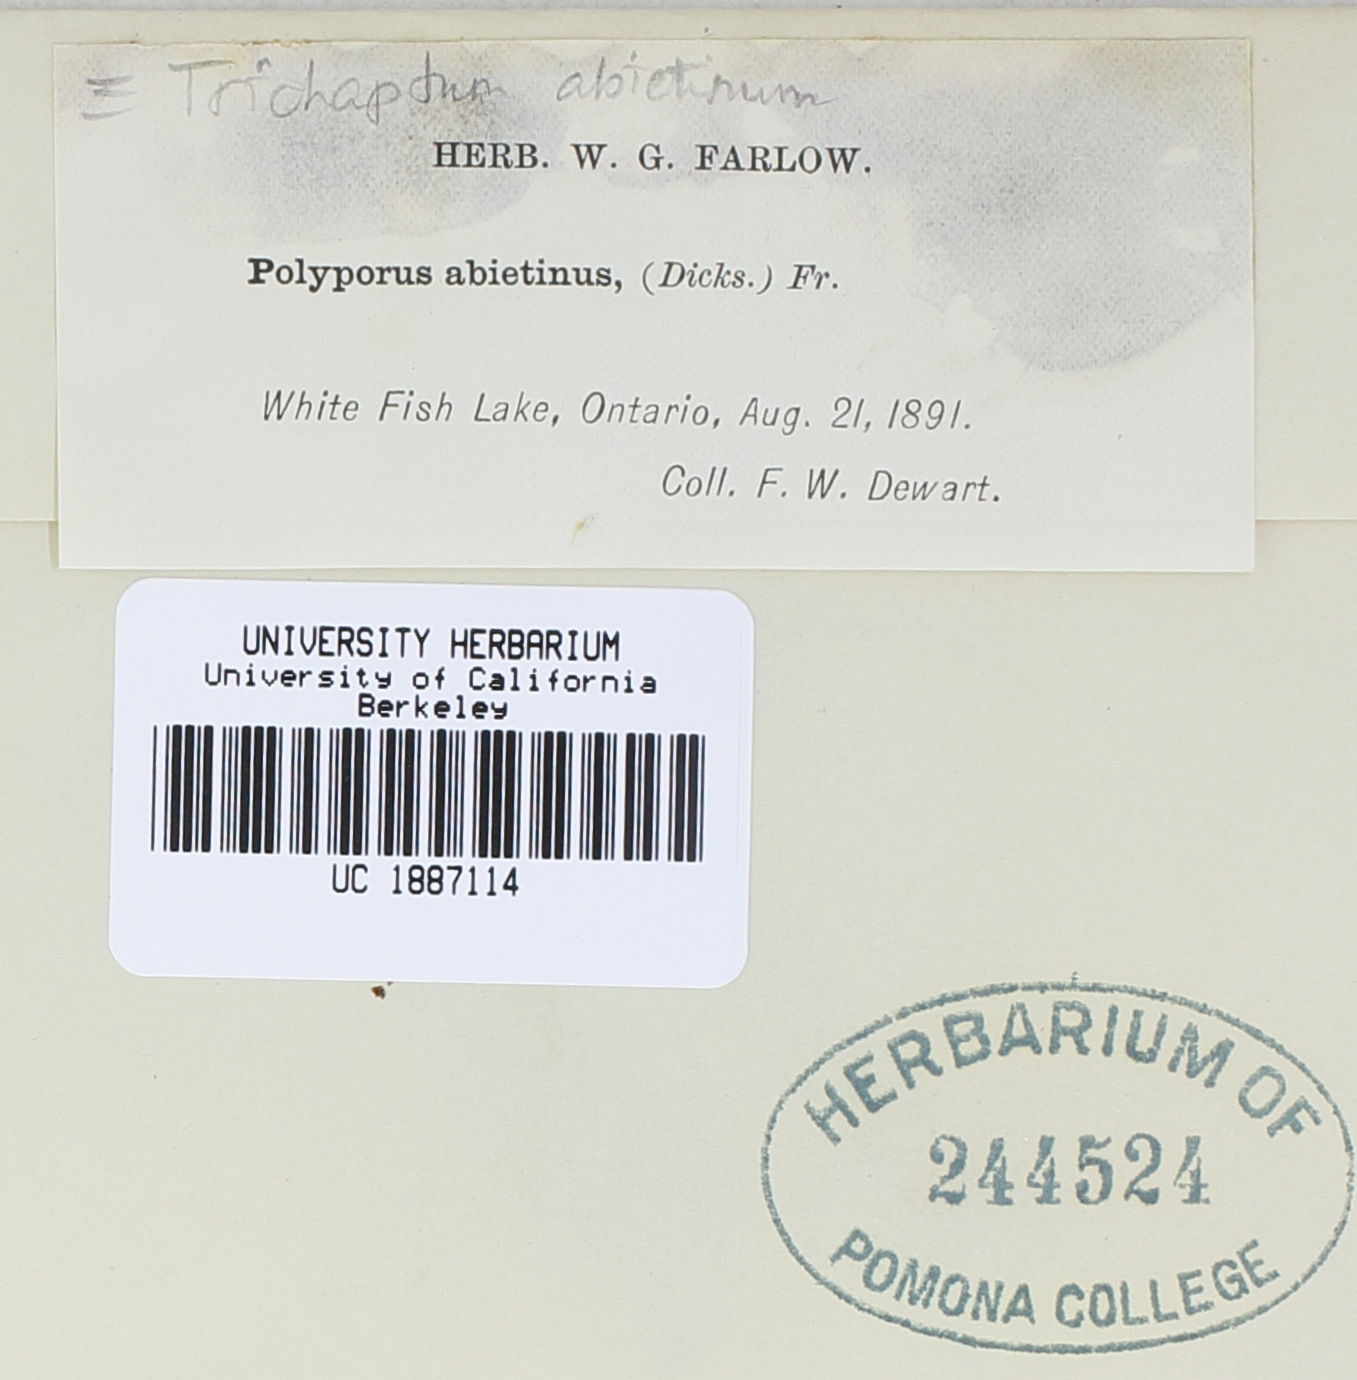 ≡ Trichaptum abietinum
HERB. W. G. FARLOW.
Polyporus abietinus, (Dicks.) Fr.
White Fish Lake, Ontario, Aug. 21, 1891.
Coll. F. W. Dewart.
UNIVERSITY HERBARIUM
University of California
Berkeley
UC 1887114
HERBARIUM OF
244524
POMONA COLLEGE